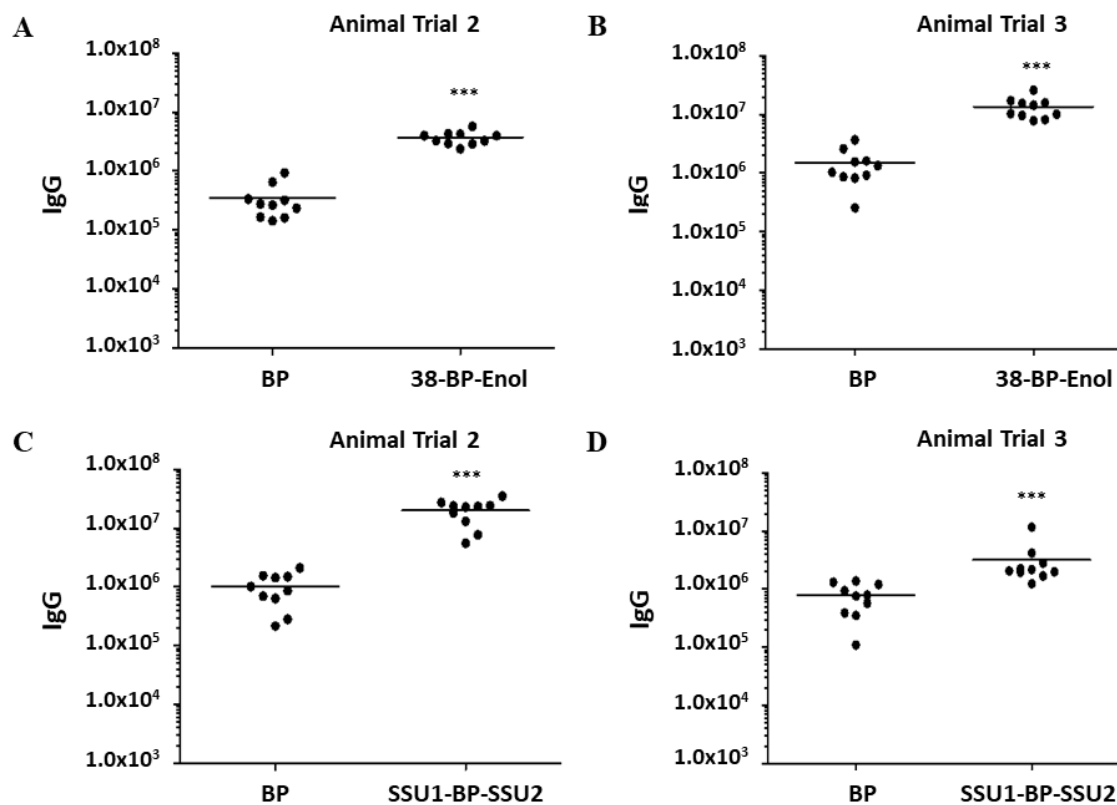 A
Animal Trial 2
1.0x10⁸
1.0x10⁷
1.0x10⁶
1.0x10⁵
1.0x10⁴
1.0x10³
IgG
***
BP
38-BP-Enol
B
Animal Trial 3
1.0x10⁸
1.0x10⁷
1.0x10⁶
1.0x10⁵
1.0x10⁴
1.0x10³
IgG
***
BP
38-BP-Enol
C
Animal Trial 2
1.0x10⁸
1.0x10⁷
1.0x10⁶
1.0x10⁵
1.0x10⁴
1.0x10³
IgG
***
BP
SSU1-BP-SSU2
D
Animal Trial 3
1.0x10⁸
1.0x10⁷
1.0x10⁶
1.0x10⁵
1.0x10⁴
1.0x10³
IgG
***
BP
SSU1-BP-SSU2